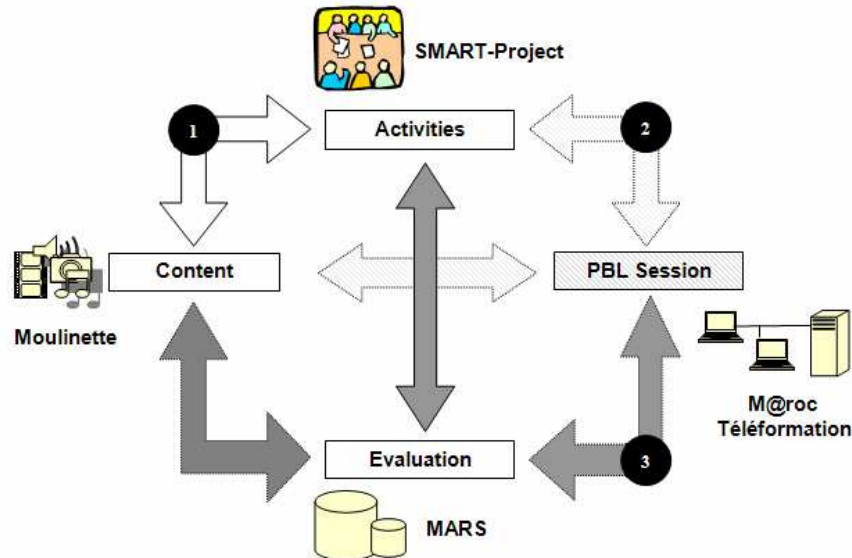 SMART-Project
1
Activities
2
Content
PBL Session
Moulinette
M@roc
Téléformation
Evaluation
3
MARS